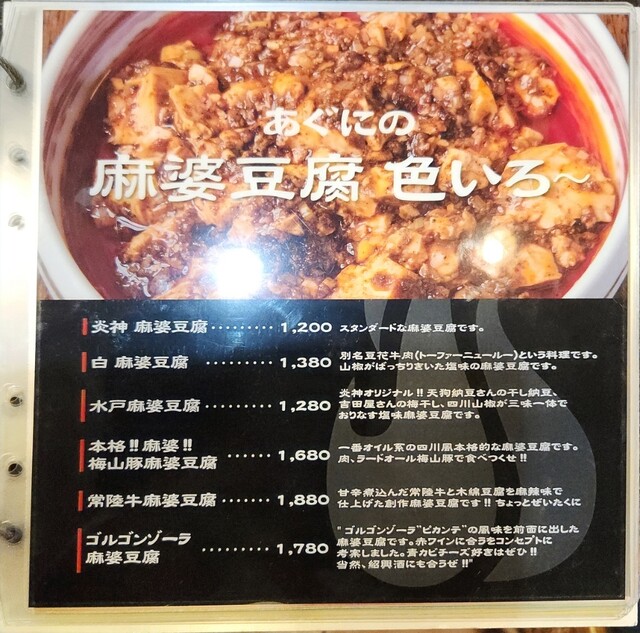 あぐにの
麻婆豆腐 色いろ～
炎神 麻婆豆腐 ········· 1,200 スタンダードな麻婆豆腐です。
白 麻婆豆腐 ·········· 1,380 別名豆花牛肉(トーファーニュールー)という料理です。
山椒がばっちりきいた塩味の麻婆豆腐です。
水戸麻婆豆腐 ·········· 1,280 炎神オリジナル!! 天狗納豆さんの干し納豆、
吉田屋さんの梅干し、四川山椒が三味一体で
おりなす塩味麻婆豆腐です。
本格!! 麻婆!!
梅山豚麻婆豆腐 ······· 1,680 一番オイル系の四川風本格的な麻婆豆腐です。
肉、ラードオール梅山豚で食べつくせ!!
常陸牛麻婆豆腐 ······· 1,880 甘辛煮込んだ常陸牛と木綿豆腐を麻辣味で
仕上げた創作麻婆豆腐です!! ちょっとぜいたくに
ゴルゴンゾーラ
麻婆豆腐 ·········· 1,780 "ゴルゴンゾーラ"ピカンテ"の風味を前面に出した
麻婆豆腐です。赤ワインに合うをコンセプトに
考案しました。青カビチーズ好きはぜひ!!
当然、紹興酒にも合うぜ!!"